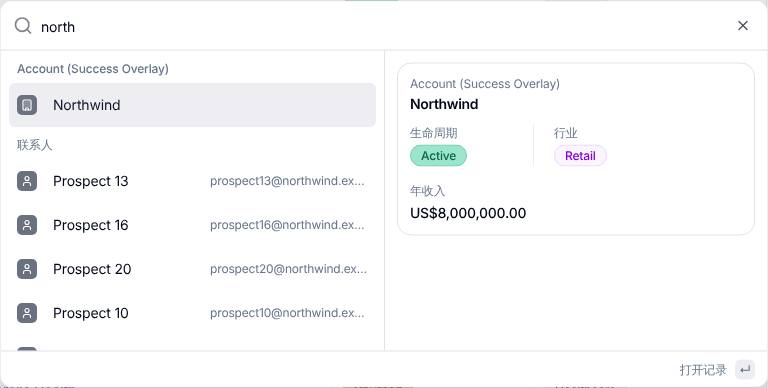 north
Account (Success Overlay)
Northwind
联系人
Prospect 13 prospect13@northwind.ex...
Prospect 16 prospect16@northwind.ex...
Prospect 20 prospect20@northwind.ex...
Prospect 10 prospect10@northwind.ex...
Account (Success Overlay)
Northwind
生命周期 行业
Active Retail
年收入
US$8,000,000.00
打开记录